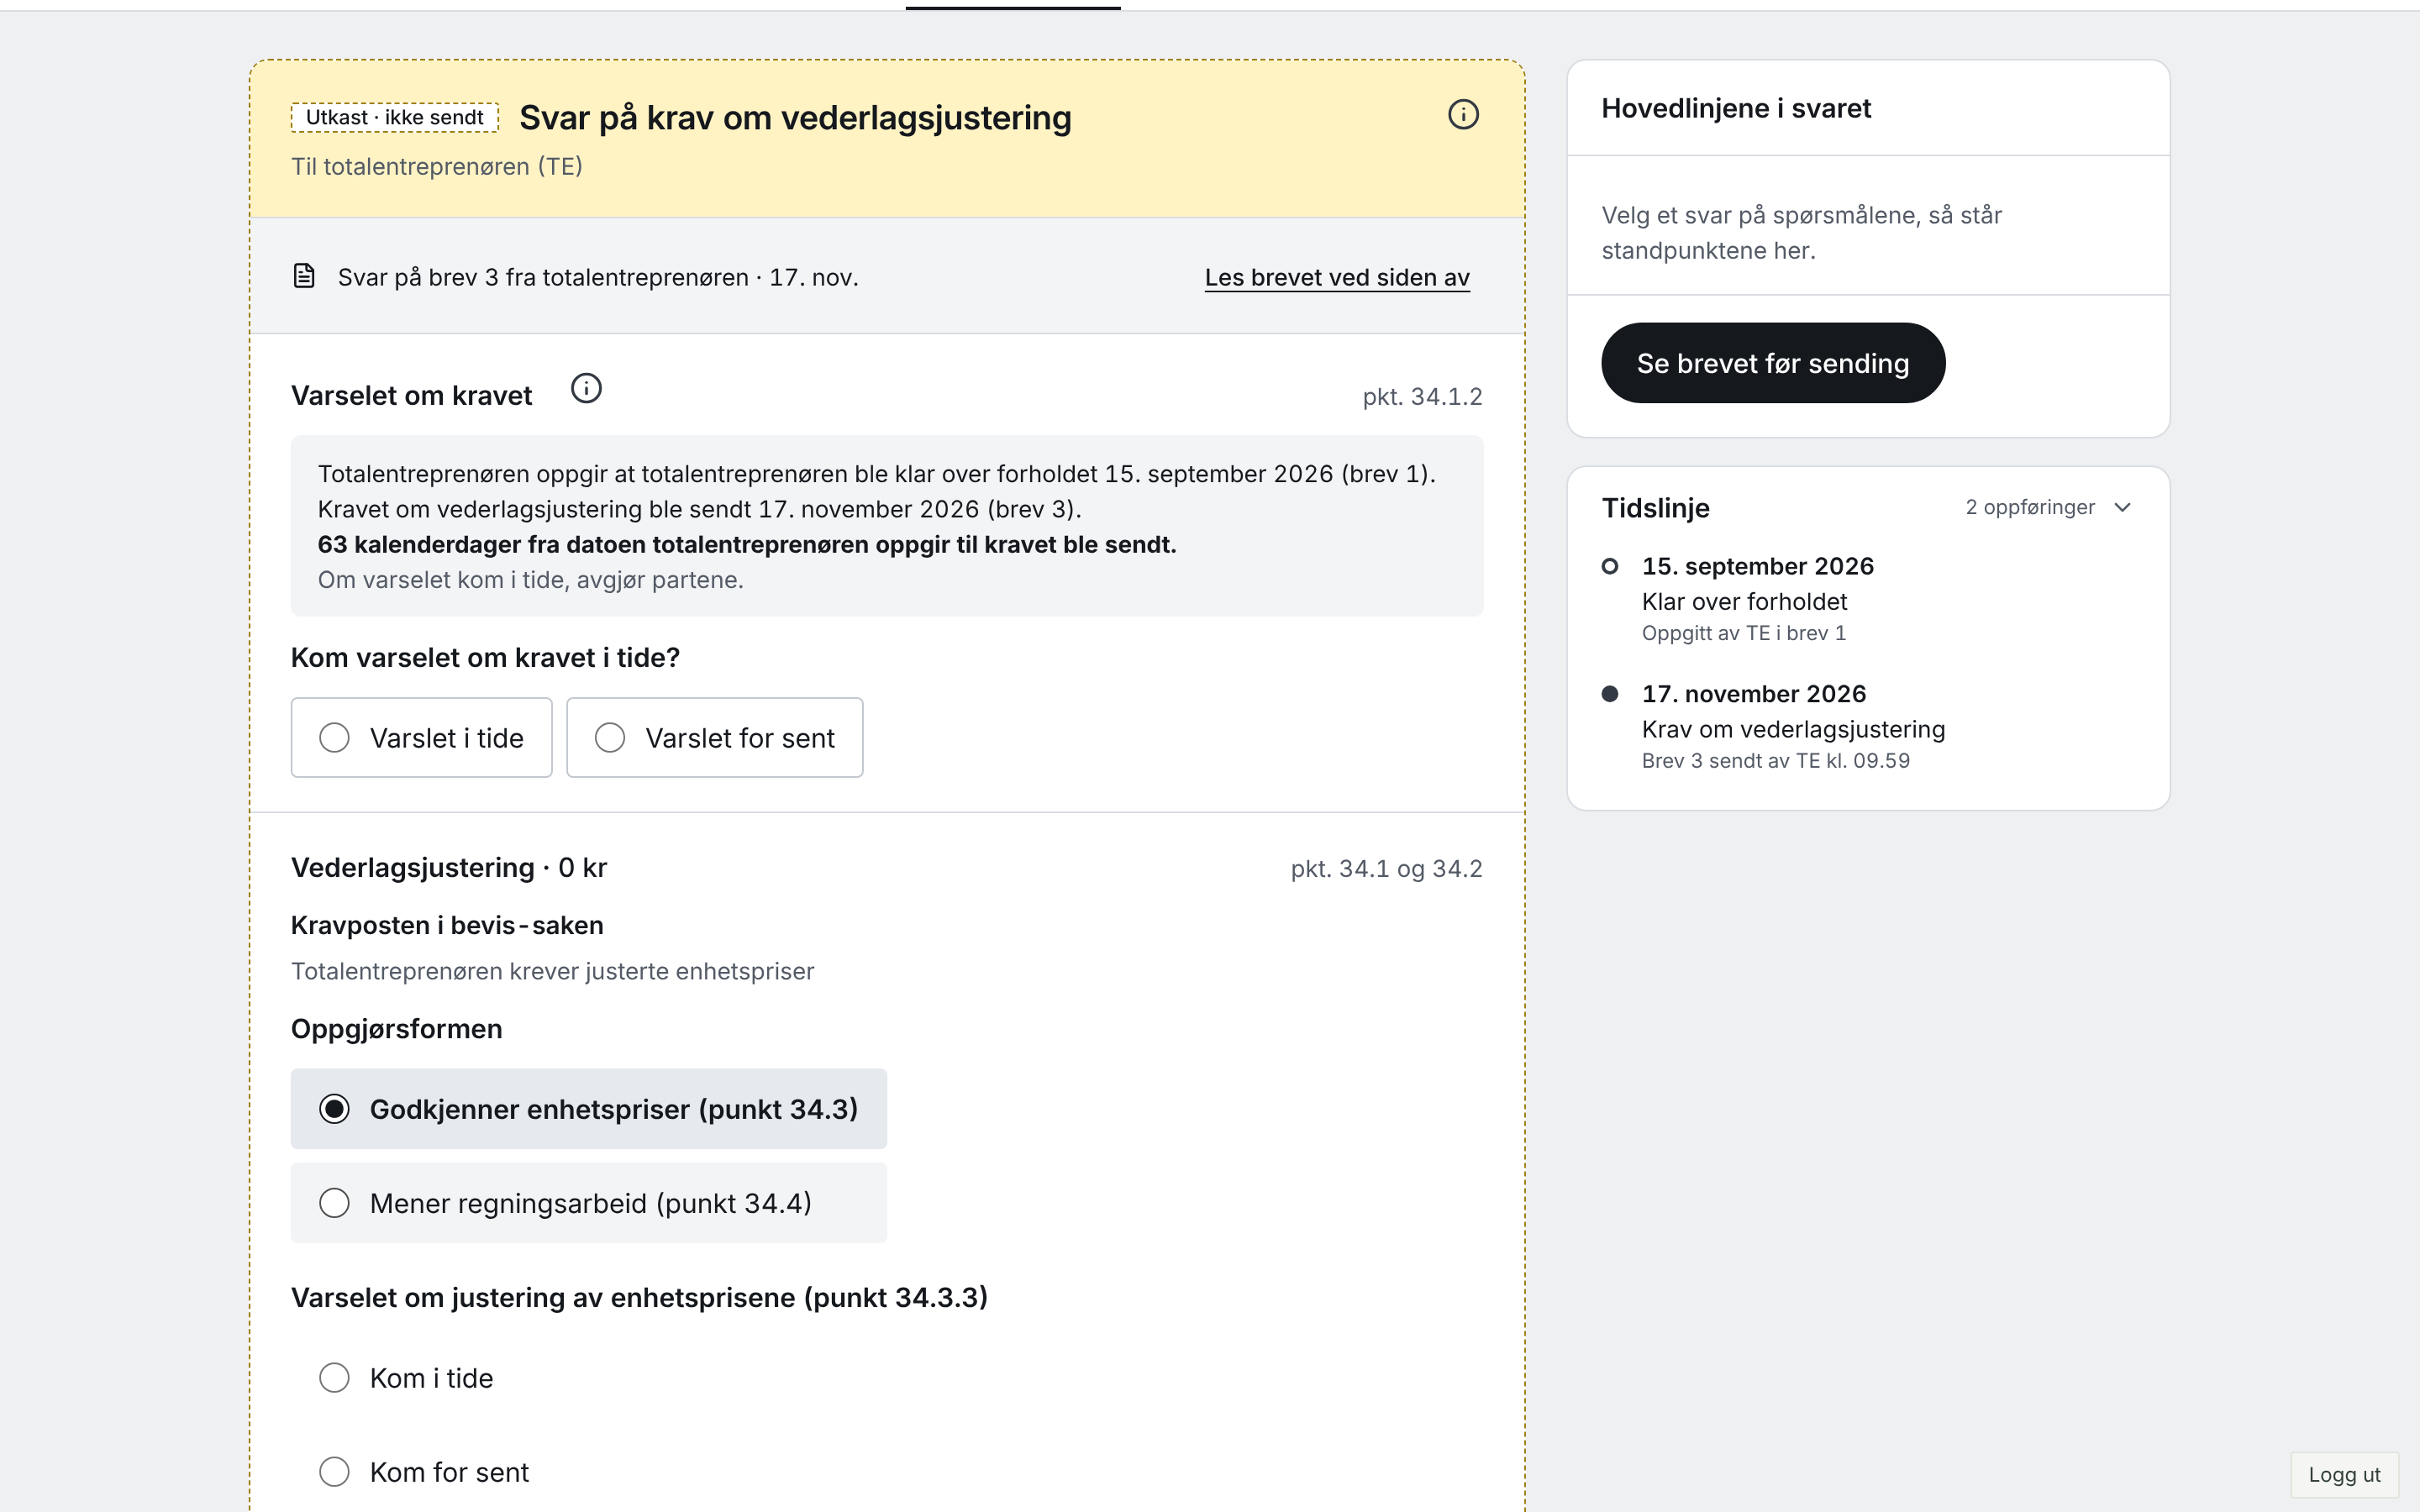 Utkast · ikke sendt
Svar på krav om vederlagsjustering
Til totalentreprenøren (TE)
Svar på brev 3 fra totalentreprenøren · 17. nov.
Les brevet ved siden av
Varselet om kravet
pkt. 34.1.2
Totalentreprenøren oppgir at totalentreprenøren ble klar over forholdet 15. september 2026 (brev 1).
Kravet om vederlagsjustering ble sendt 17. november 2026 (brev 3).
63 kalenderdager fra datoen totalentreprenøren oppgir til kravet ble sendt.
Om varselet kom i tide, avgjør partene.
Kom varselet om kravet i tide?
Varslet i tide
Varslet for sent
Vederlagsjustering · 0 kr
pkt. 34.1 og 34.2
Kravposten i bevis-saken
Totalentreprenøren krever justerte enhetspriser
Oppgjørsformen
Godkjenner enhetspriser (punkt 34.3)
Mener regningsarbeid (punkt 34.4)
Varselet om justering av enhetsprisene (punkt 34.3.3)
Kom i tide
Kom for sent
Hovedlinjene i svaret
Velg et svar på spørsmålene, så står
standpunktene her.
Se brevet før sending
Tidslinje
2 oppføringer
15. september 2026
Klar over forholdet
Oppgitt av TE i brev 1
17. november 2026
Krav om vederlagsjustering
Brev 3 sendt av TE kl. 09.59
Logg ut